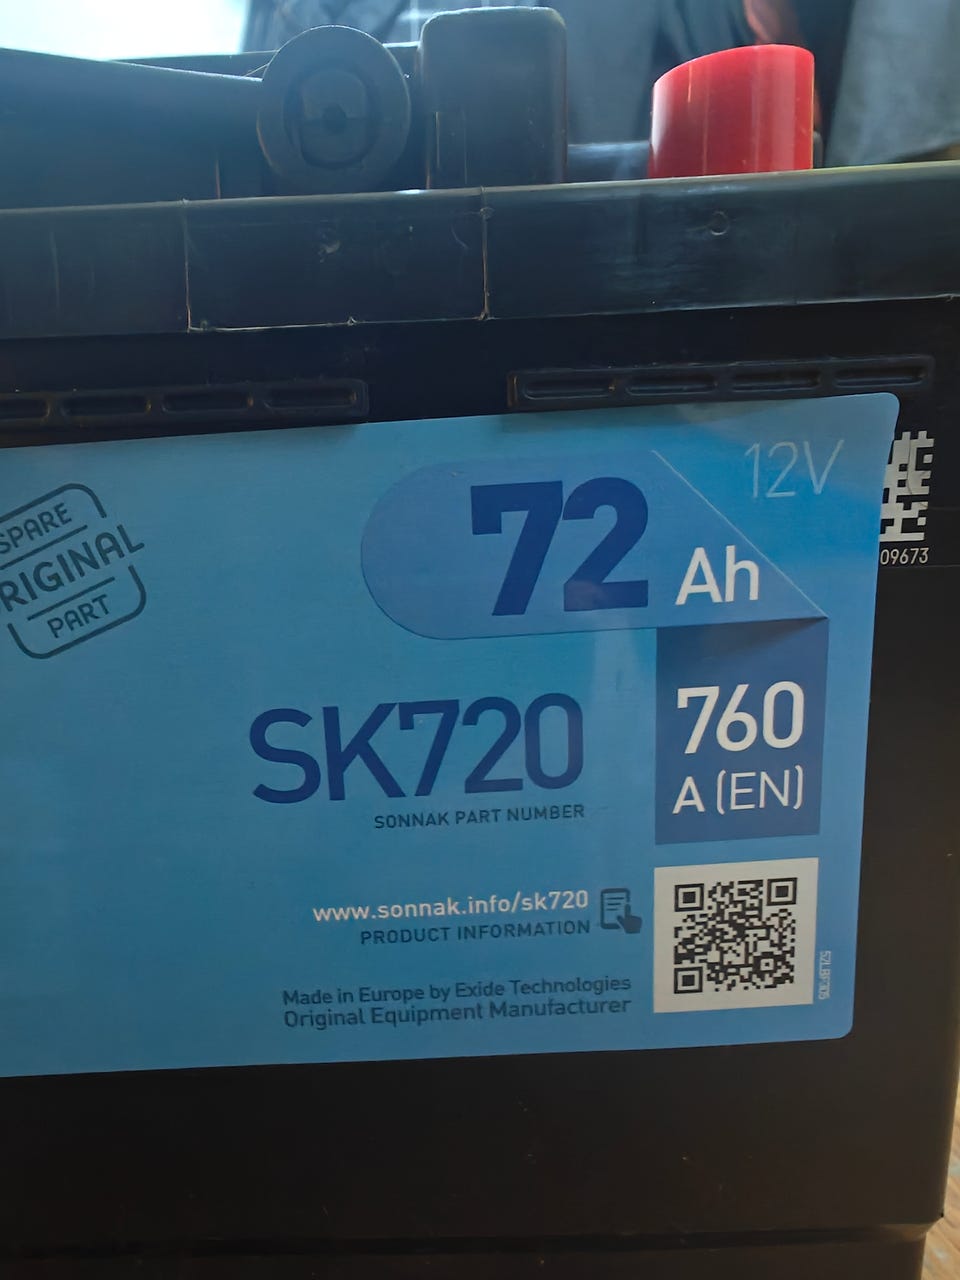 SPARE
ORIGINAL
PART
12V
72 Ah
09673
760
A (EN)
SK720
SONNAK PART NUMBER
www.sonnak.info/sk720
PRODUCT INFORMATION
Made in Europe by Exide Technologies
Original Equipment Manufacturer